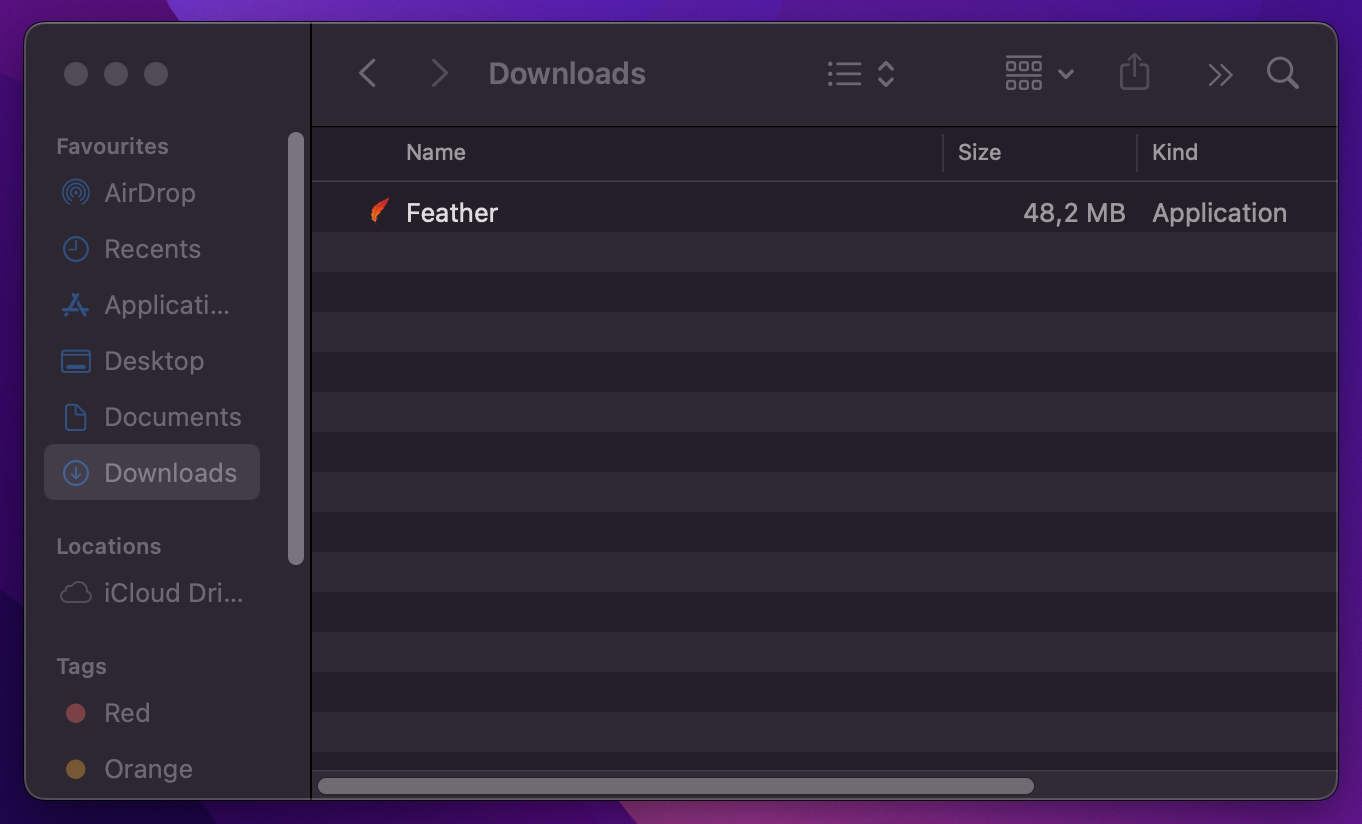 Downloads
Favourites
AirDrop
Recents
Applicati...
Desktop
Documents
Downloads
Locations
iCloud Dri...
Tags
Red
Orange
Name Size Kind
Feather 48,2 MB Application